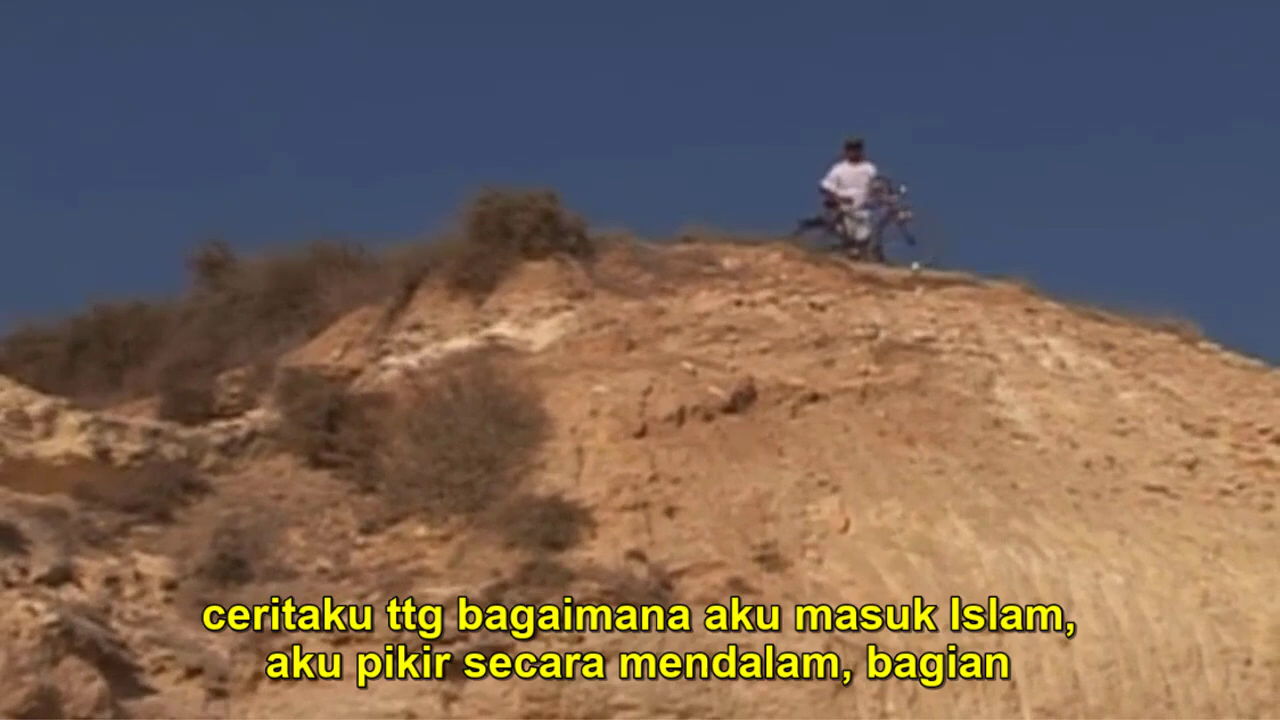 ceritaku ttg bagaimana aku masuk Islam,
aku pikir secara mendalam, bagian